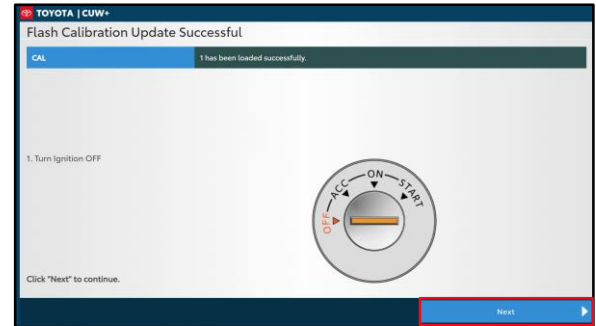 TOYOTA | CUW+
Flash Calibration Update Successful
CAL
1 has been loaded successfully.
1. Turn Ignition OFF
OFF
ACC
ON
START
Click "Next" to continue.
Next